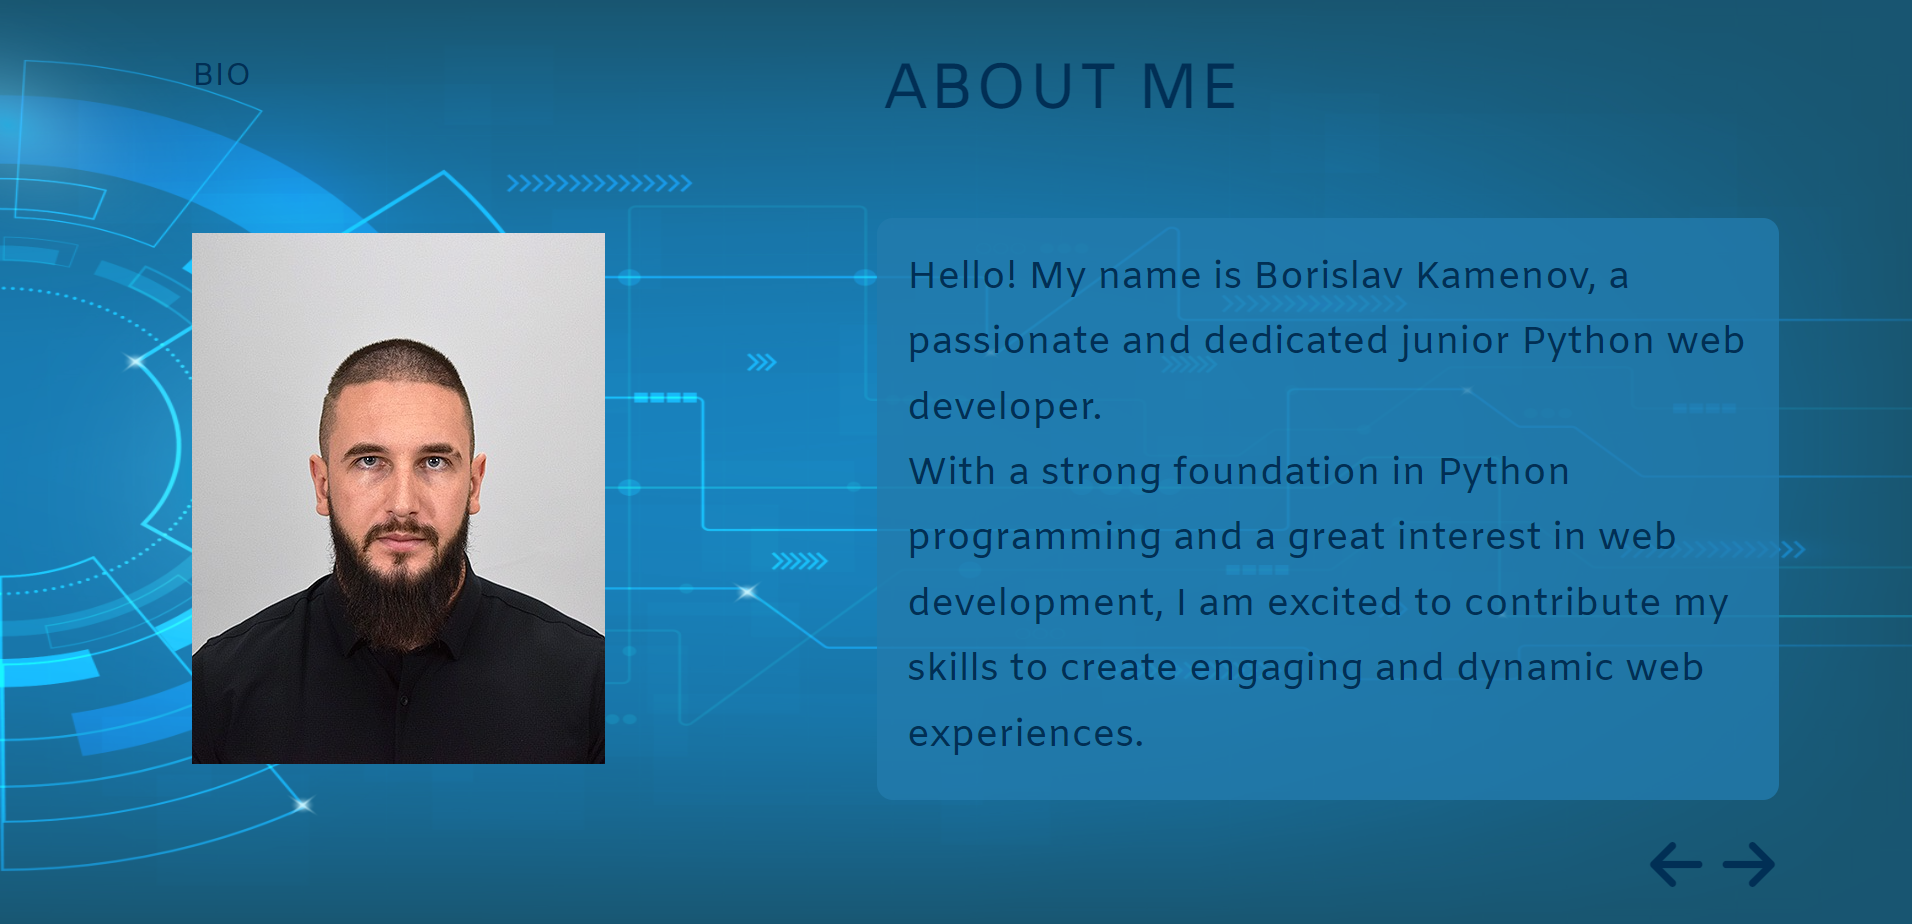 BIO
ABOUT ME
Hello! My name is Borislav Kamenov, a
passionate and dedicated junior Python web
developer.
With a strong foundation in Python
programming and a great interest in web
development, I am excited to contribute my
skills to create engaging and dynamic web
experiences.